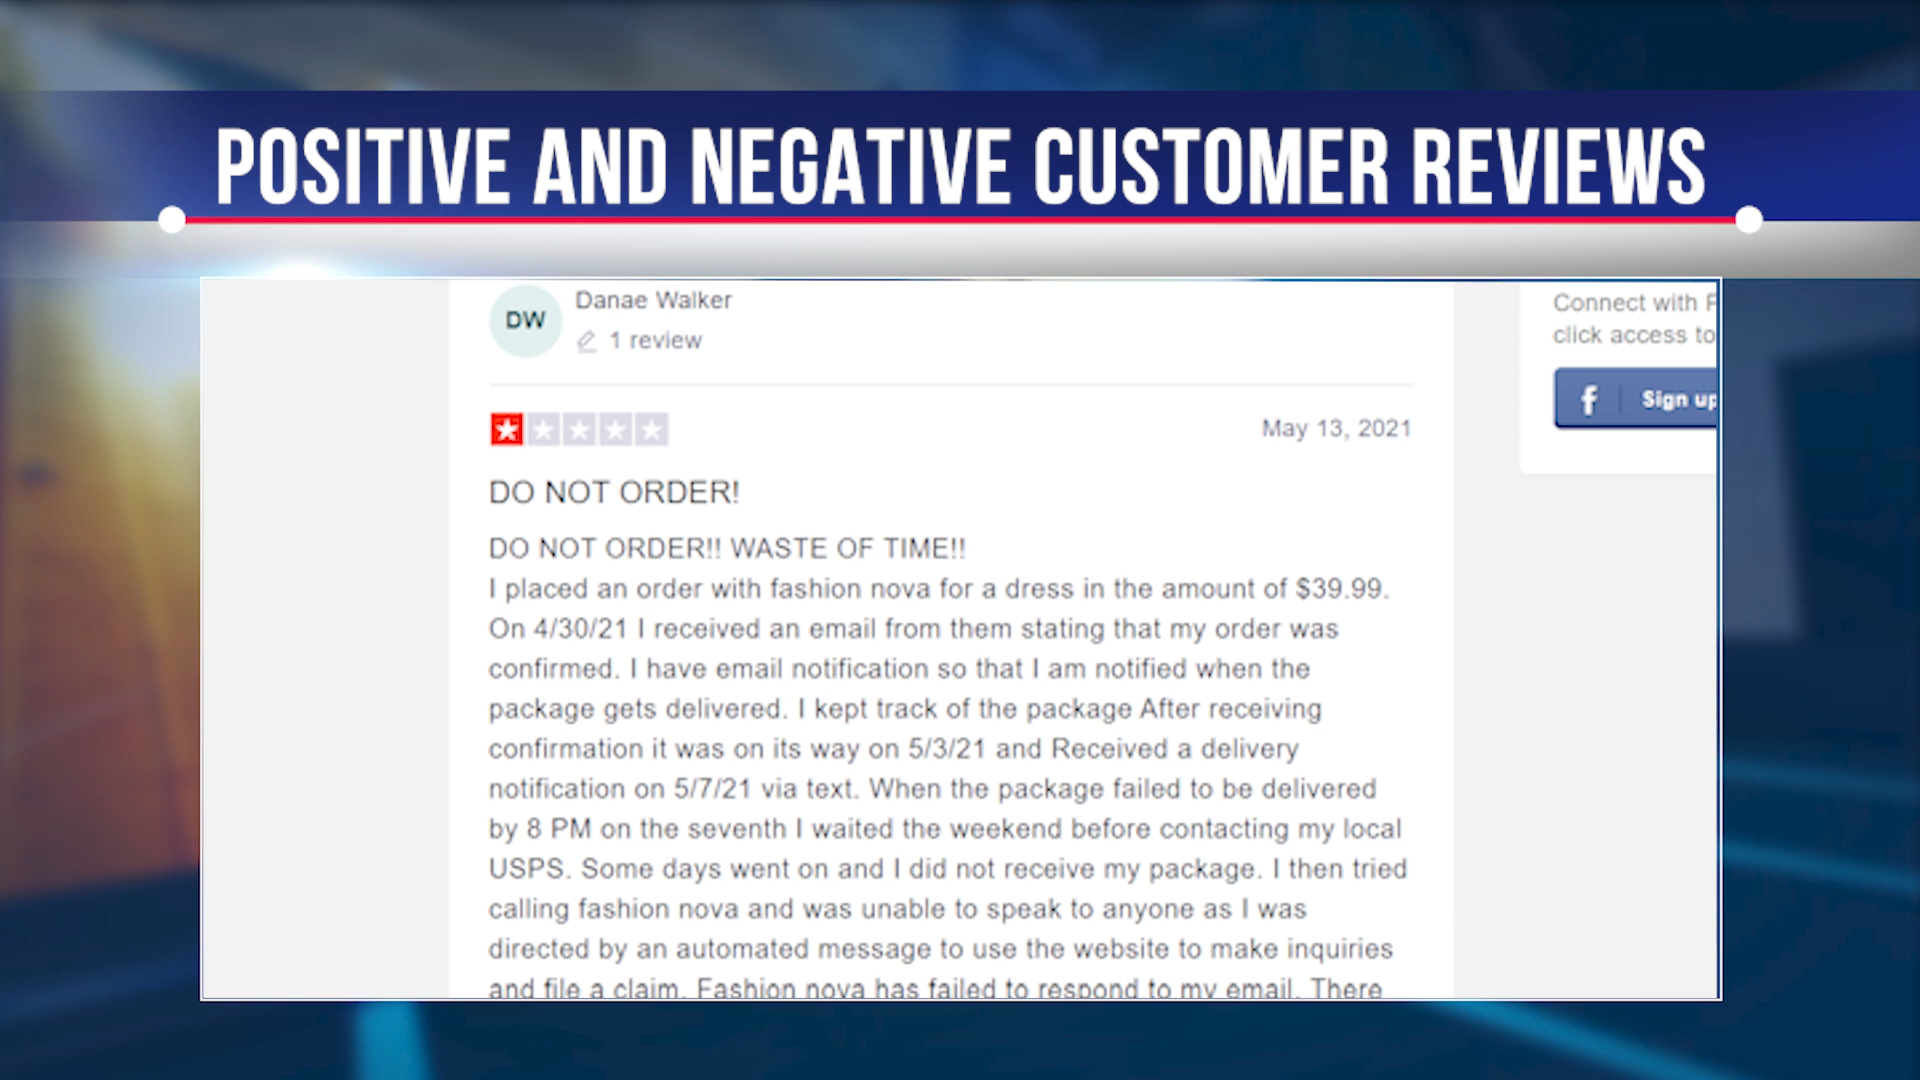 POSITIVE AND NEGATIVE CUSTOMER REVIEWS
DW
Danae Walker
1 review
Connect with F
click access to
f Sign up
May 13, 2021
DO NOT ORDER!
DO NOT ORDER!! WASTE OF TIME!!
I placed an order with fashion nova for a dress in the amount of $39.99.
On 4/30/21 I received an email from them stating that my order was
confirmed. I have email notification so that I am notified when the
package gets delivered. I kept track of the package After receiving
confirmation it was on its way on 5/3/21 and Received a delivery
notification on 5/7/21 via text. When the package failed to be delivered
by 8 PM on the seventh I waited the weekend before contacting my local
USPS. Some days went on and I did not receive my package. I then tried
calling fashion nova and was unable to speak to anyone as I was
directed by an automated message to use the website to make inquiries
and file a claim. Fashion nova has failed to respond to my email. There